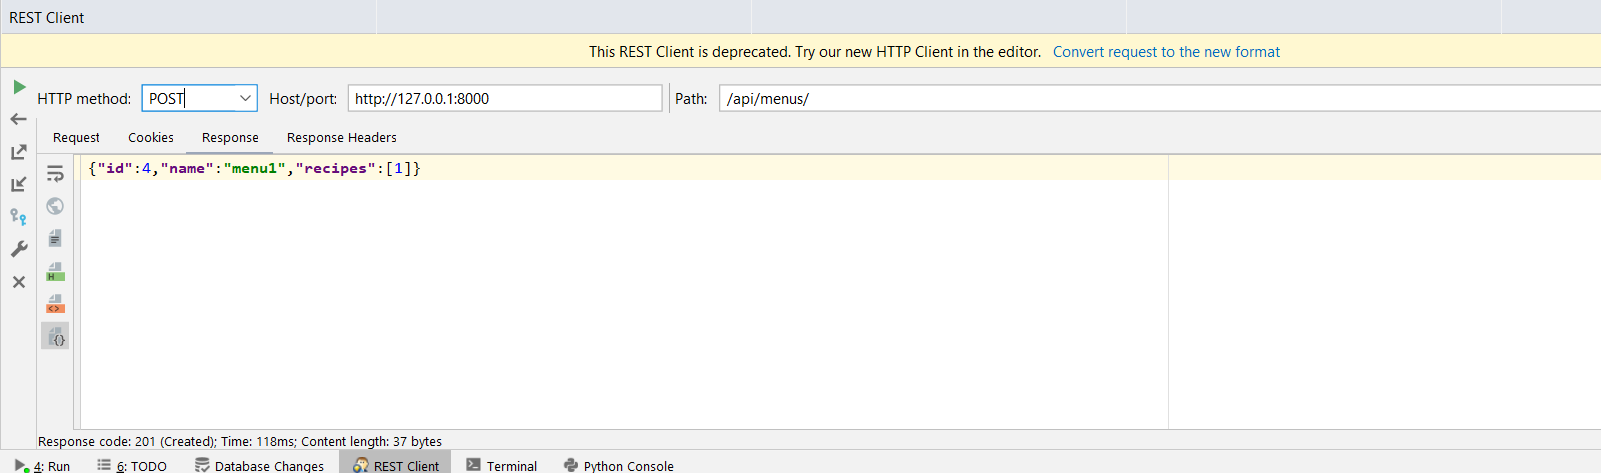 REST Client
This REST Client is deprecated. Try our new HTTP Client in the editor. Convert request to the new format
HTTP method: POST Host/port: http://127.0.0.1:8000 Path: /api/menus/
Request Cookies Response Response Headers
{"id":4,"name":"menu1","recipes":[1]}
Response code: 201 (Created); Time: 118ms; Content length: 37 bytes
4: Run 6: TODO Database Changes REST Client Terminal Python Console